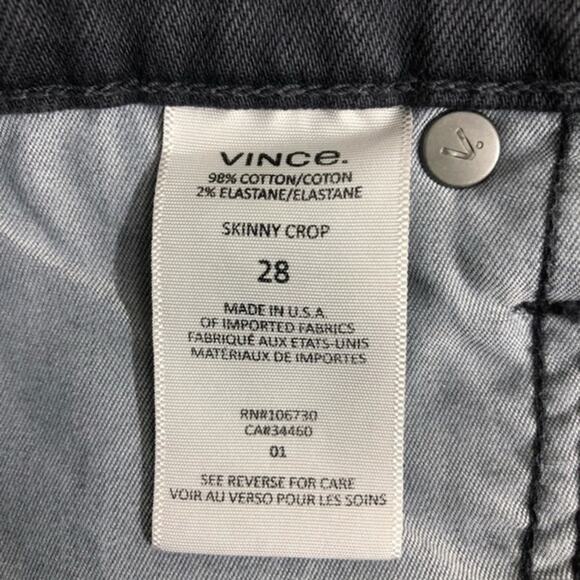 VINCE.
98% COTTON/COTON
2% ELASTANE/ELASTANE
SKINNY CROP
28
MADE IN U.S.A.
OF IMPORTED FABRICS
FABRIQUÉ AUX ETATS-UNIS
MATÉRIAUX DE IMPORTES
RN#106730
CA#34460
01
SEE REVERSE FOR CARE
VOIR AU VERSO POUR LES SOINS
V.